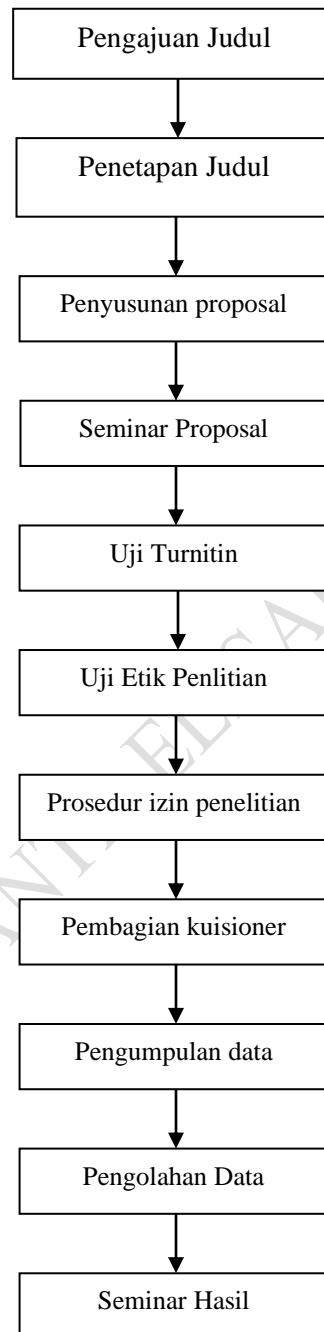 Pengajuan Judul
Penetapan Judul
Penyusunan proposal
Seminar Proposal
Uji Turnitin
Uji Etik Penlitian
Prosedur izin penelitian
Pembagian kuisioner
Pengumpulan data
Pengolahan Data
Seminar Hasil